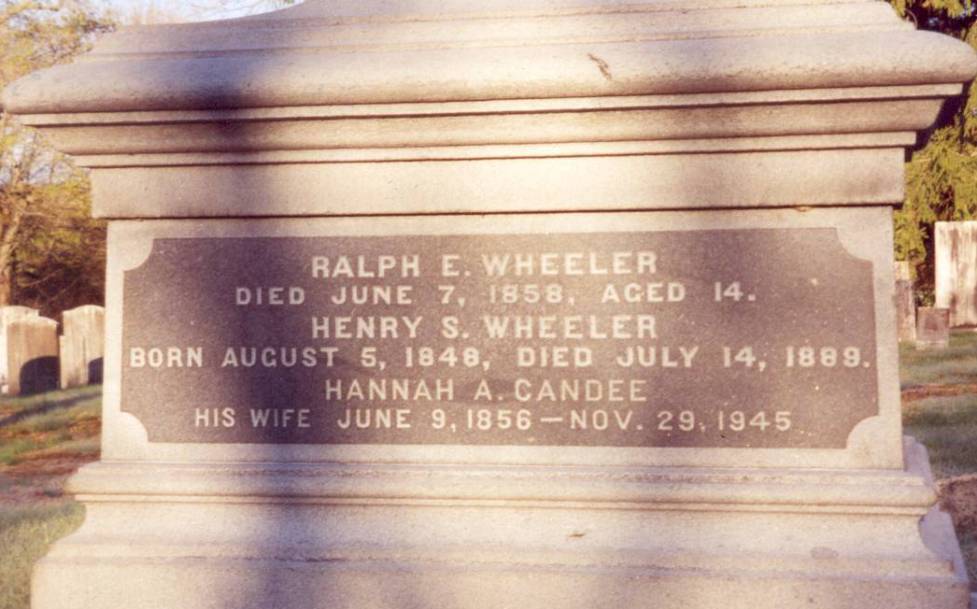 RALPH E. WHEELER
DIED JUNE 7, 1858, AGED 14.
HENRY S. WHEELER
BORN AUGUST 5, 1848, DIED JULY 14, 1889.
HANNAH A. CANDEE
HIS WIFE JUNE 9, 1856 — NOV. 29, 1945